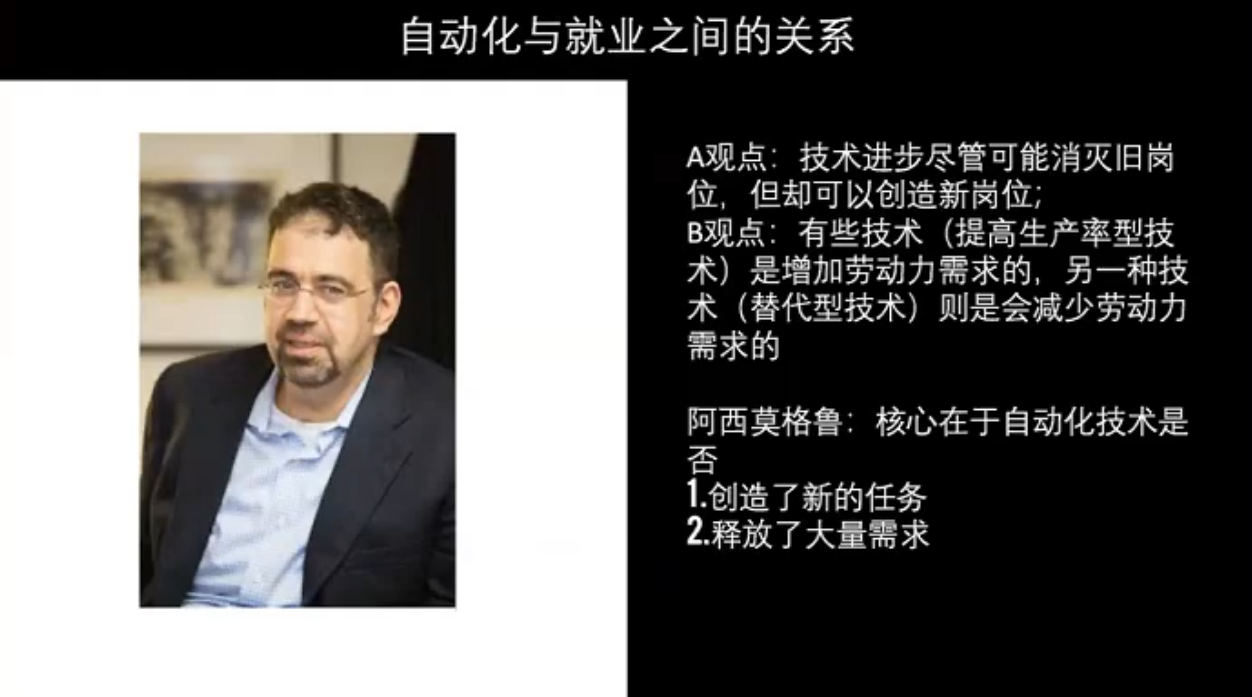 自动化与就业之间的关系
A观点：技术进步尽管可能消灭旧岗
位，但却可以创造新岗位；
B观点：有些技术（提高生产率型技
术）是增加劳动力需求的，另一种技
术（替代型技术）则是会减少劳动力
需求的
阿西莫格鲁：核心在于自动化技术是
否
1.创造了新的任务
2.释放了大量需求